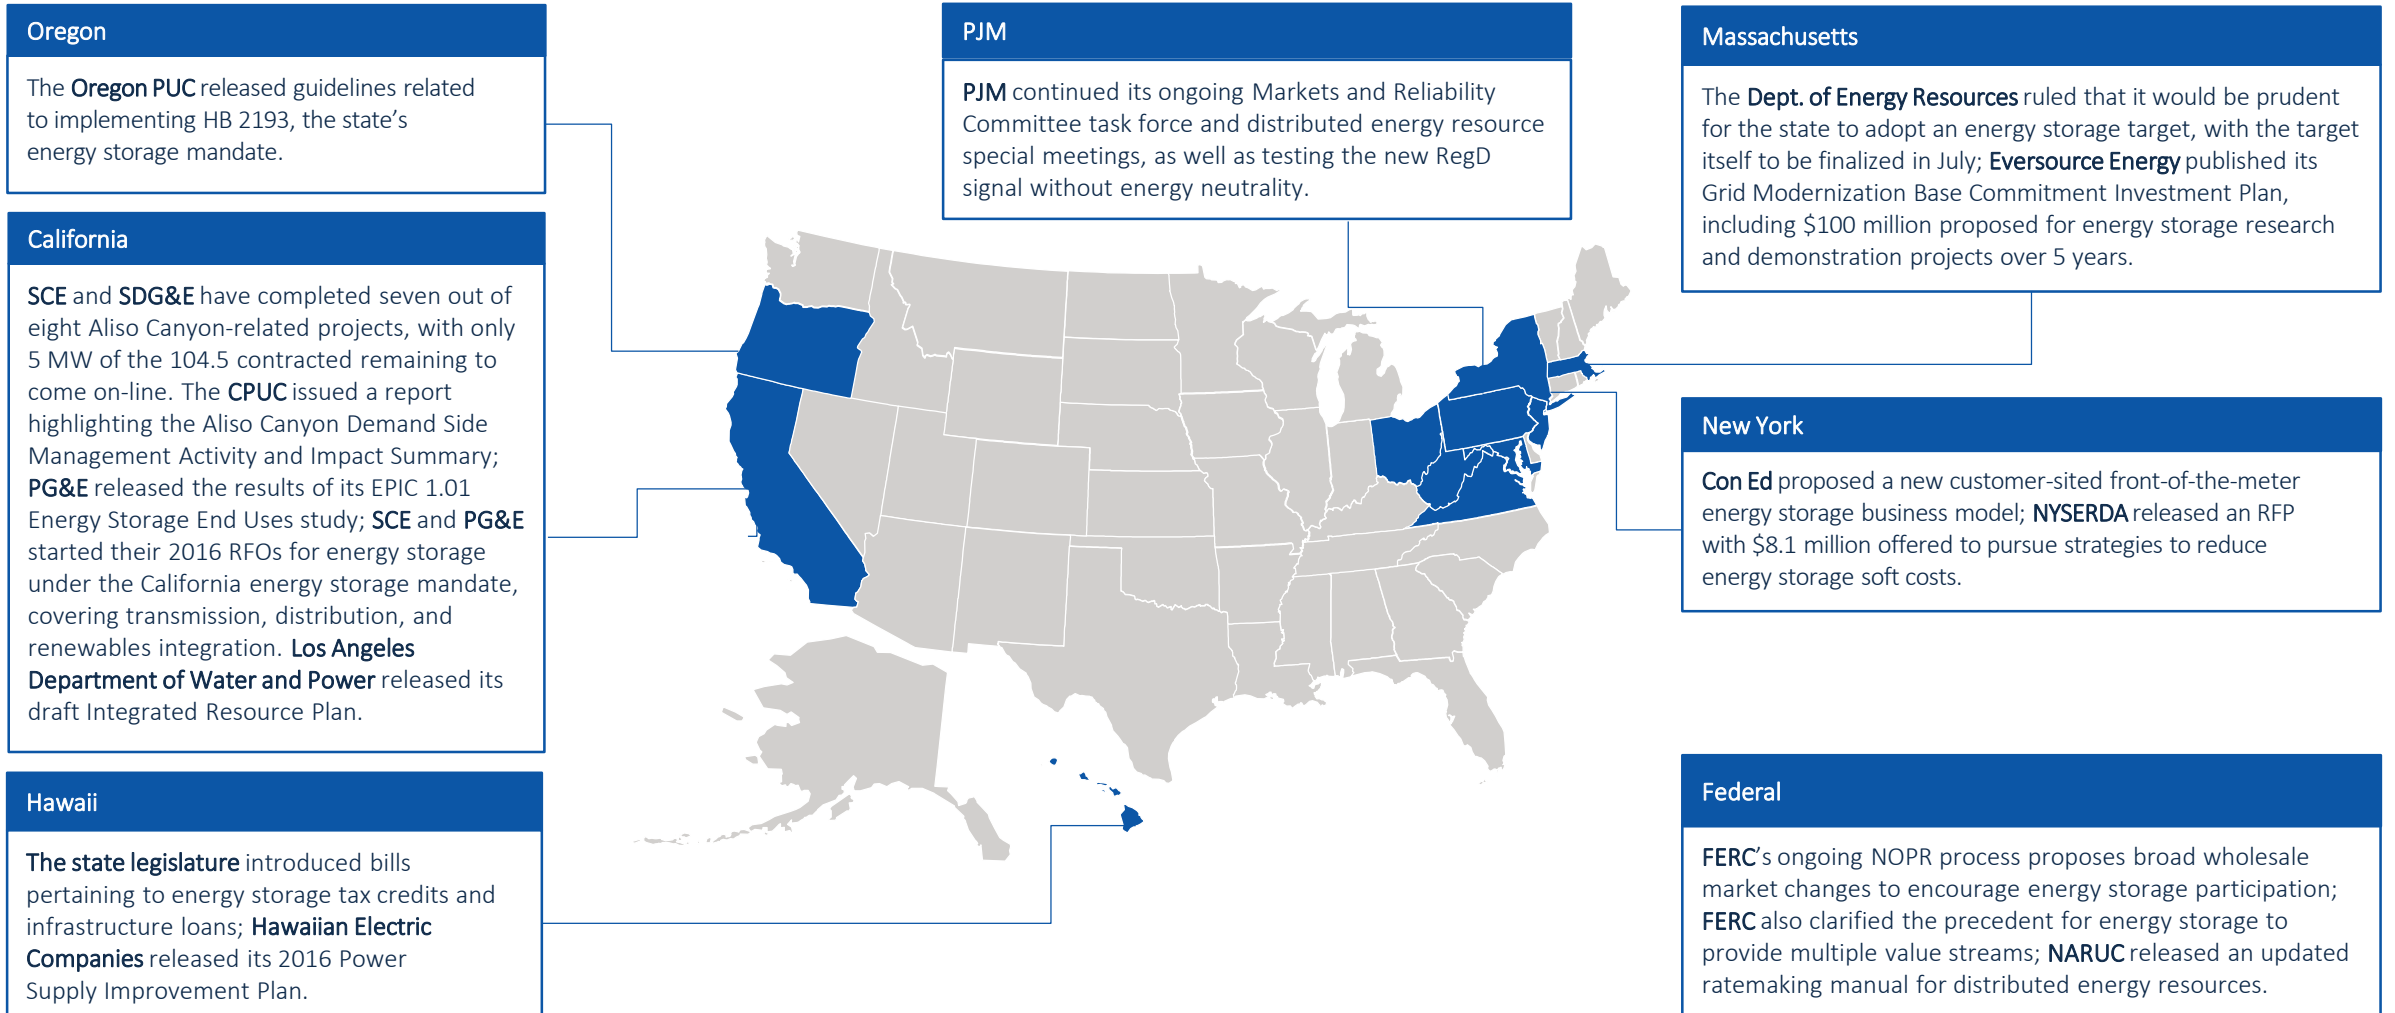 Oregon
The Oregon PUC released guidelines related
to implementing HB 2193, the state's
energy storage mandate.
California
SCE and SDG&E have completed seven out of
eight Aliso Canyon-related projects, with only
5 MW of the 104.5 contracted remaining to
come on-line. The CPUC issued a report
highlighting the Aliso Canyon Demand Side
Management Activity and Impact Summary;
PG&E released the results of its EPIC 1.01
Energy Storage End Uses study; SCE and PG&E
started their 2016 RFOs for energy storage
under the California energy storage mandate,
covering transmission, distribution, and
renewables integration. Los Angeles
Department of Water and Power released its
draft Integrated Resource Plan.
Hawaii
The state legislature introduced bills
pertaining to energy storage tax credits and
infrastructure loans; Hawaiian Electric
Companies released its 2016 Power
Supply Improvement Plan.
PJM
PJM continued its ongoing Markets and Reliability
Committee task force and distributed energy resource
special meetings, as well as testing the new RegD
signal without energy neutrality.
Massachusetts
The Dept. of Energy Resources ruled that it would be prudent
for the state to adopt an energy storage target, with the target
itself to be finalized in July; Eversource Energy published its
Grid Modernization Base Commitment Investment Plan,
including $100 million proposed for energy storage research
and demonstration projects over 5 years.
New York
Con Ed proposed a new customer-sited front-of-the-meter
energy storage business model; NYSERDA released an RFP
with $8.1 million offered to pursue strategies to reduce
energy storage soft costs.
Federal
FERC's ongoing NOPR process proposes broad wholesale
market changes to encourage energy storage participation;
FERC also clarified the precedent for energy storage to
provide multiple value streams; NARUC released an updated
ratemaking manual for distributed energy resources.